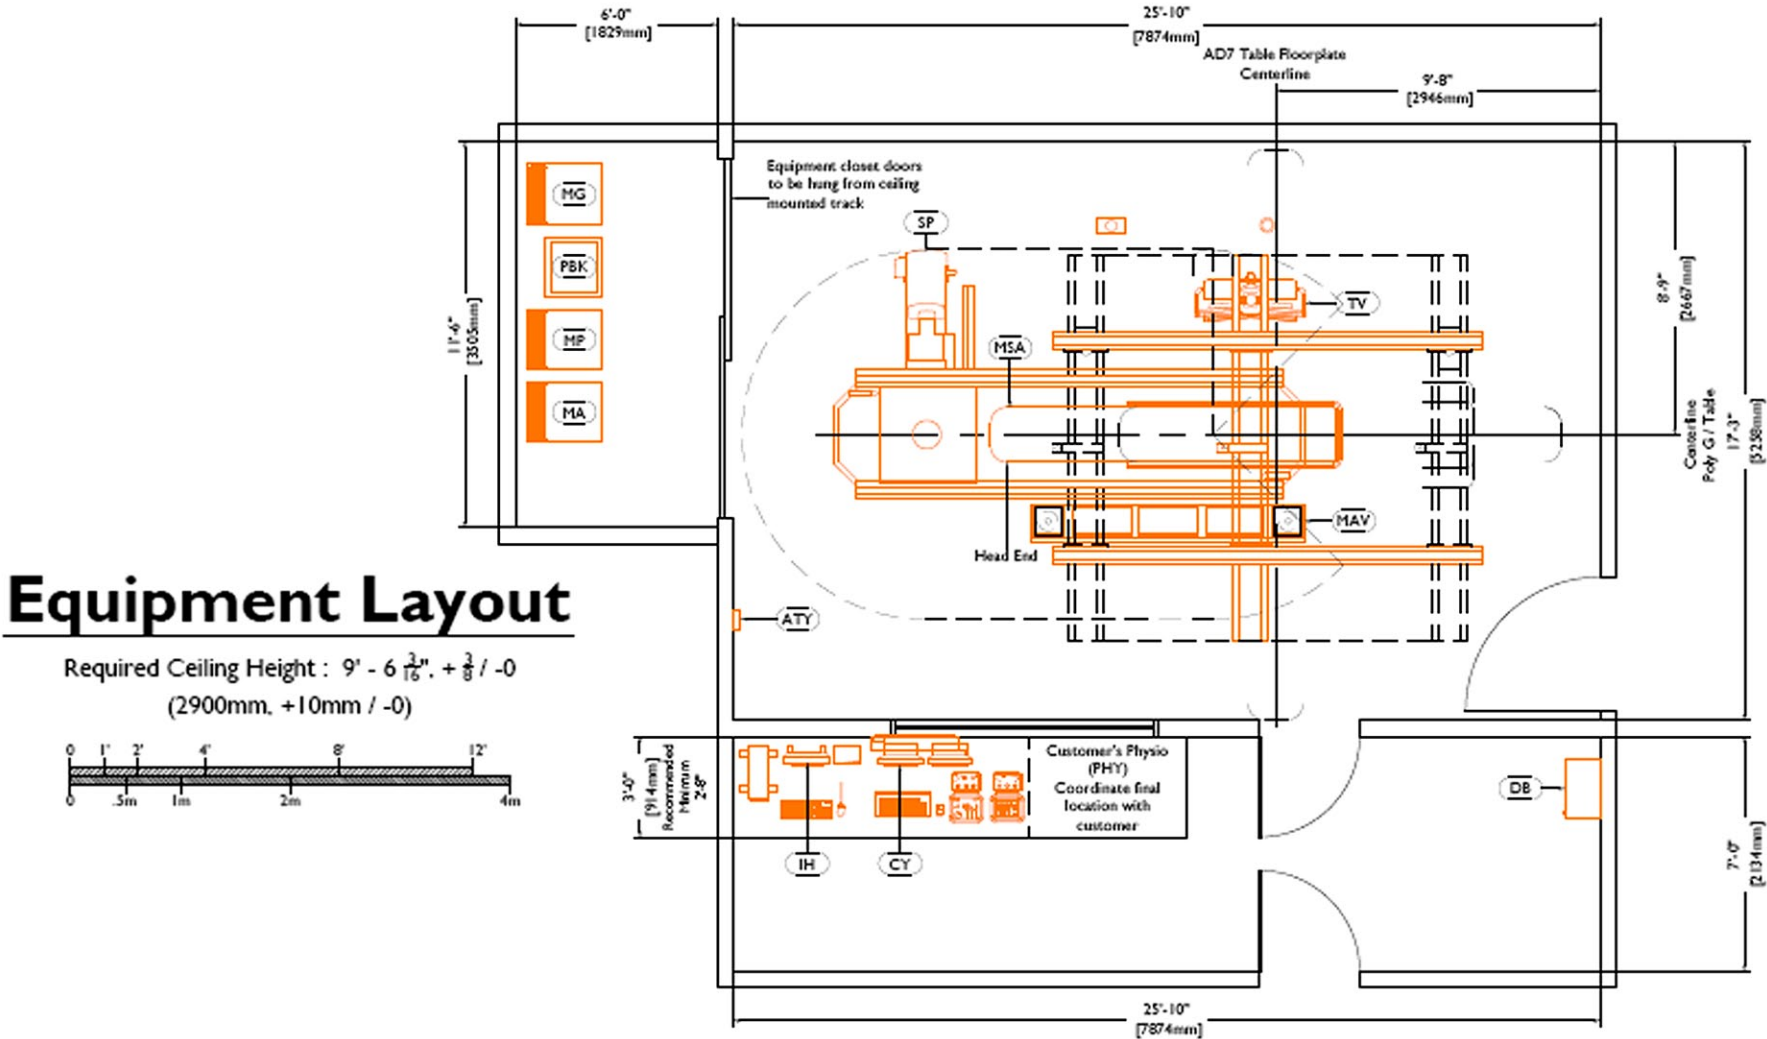 6'-0"
[1829mm]
25'-10"
[7874mm]
AD7 Table Floorplate
Centerline
9'-8"
[2946mm]
Equipment closet doors
to be hung from ceiling
mounted track
MG
PBK
MP
MA
11'-6"
[3505mm]
SP
MSA
TV
MAV
Head End
ATY
8'-9"
[2667mm]
Centerline
Poly G / Table
17'-3"
[5258mm]
Equipment Layout
Required Ceiling Height : 9' - 6 3/16", + 3/8 / -0
(2900mm, +10mm / -0)
0 1' 2' 4' 8' 12'
0 .5m 1m 2m 4m
3'-0"
[914mm]
Recommended
Minimum
2'-8"
Customer's Physio
(PHY)
Coordinate final
location with
customer
IH
CY
DB
7'-0"
[2134mm]
25'-10"
[7874mm]